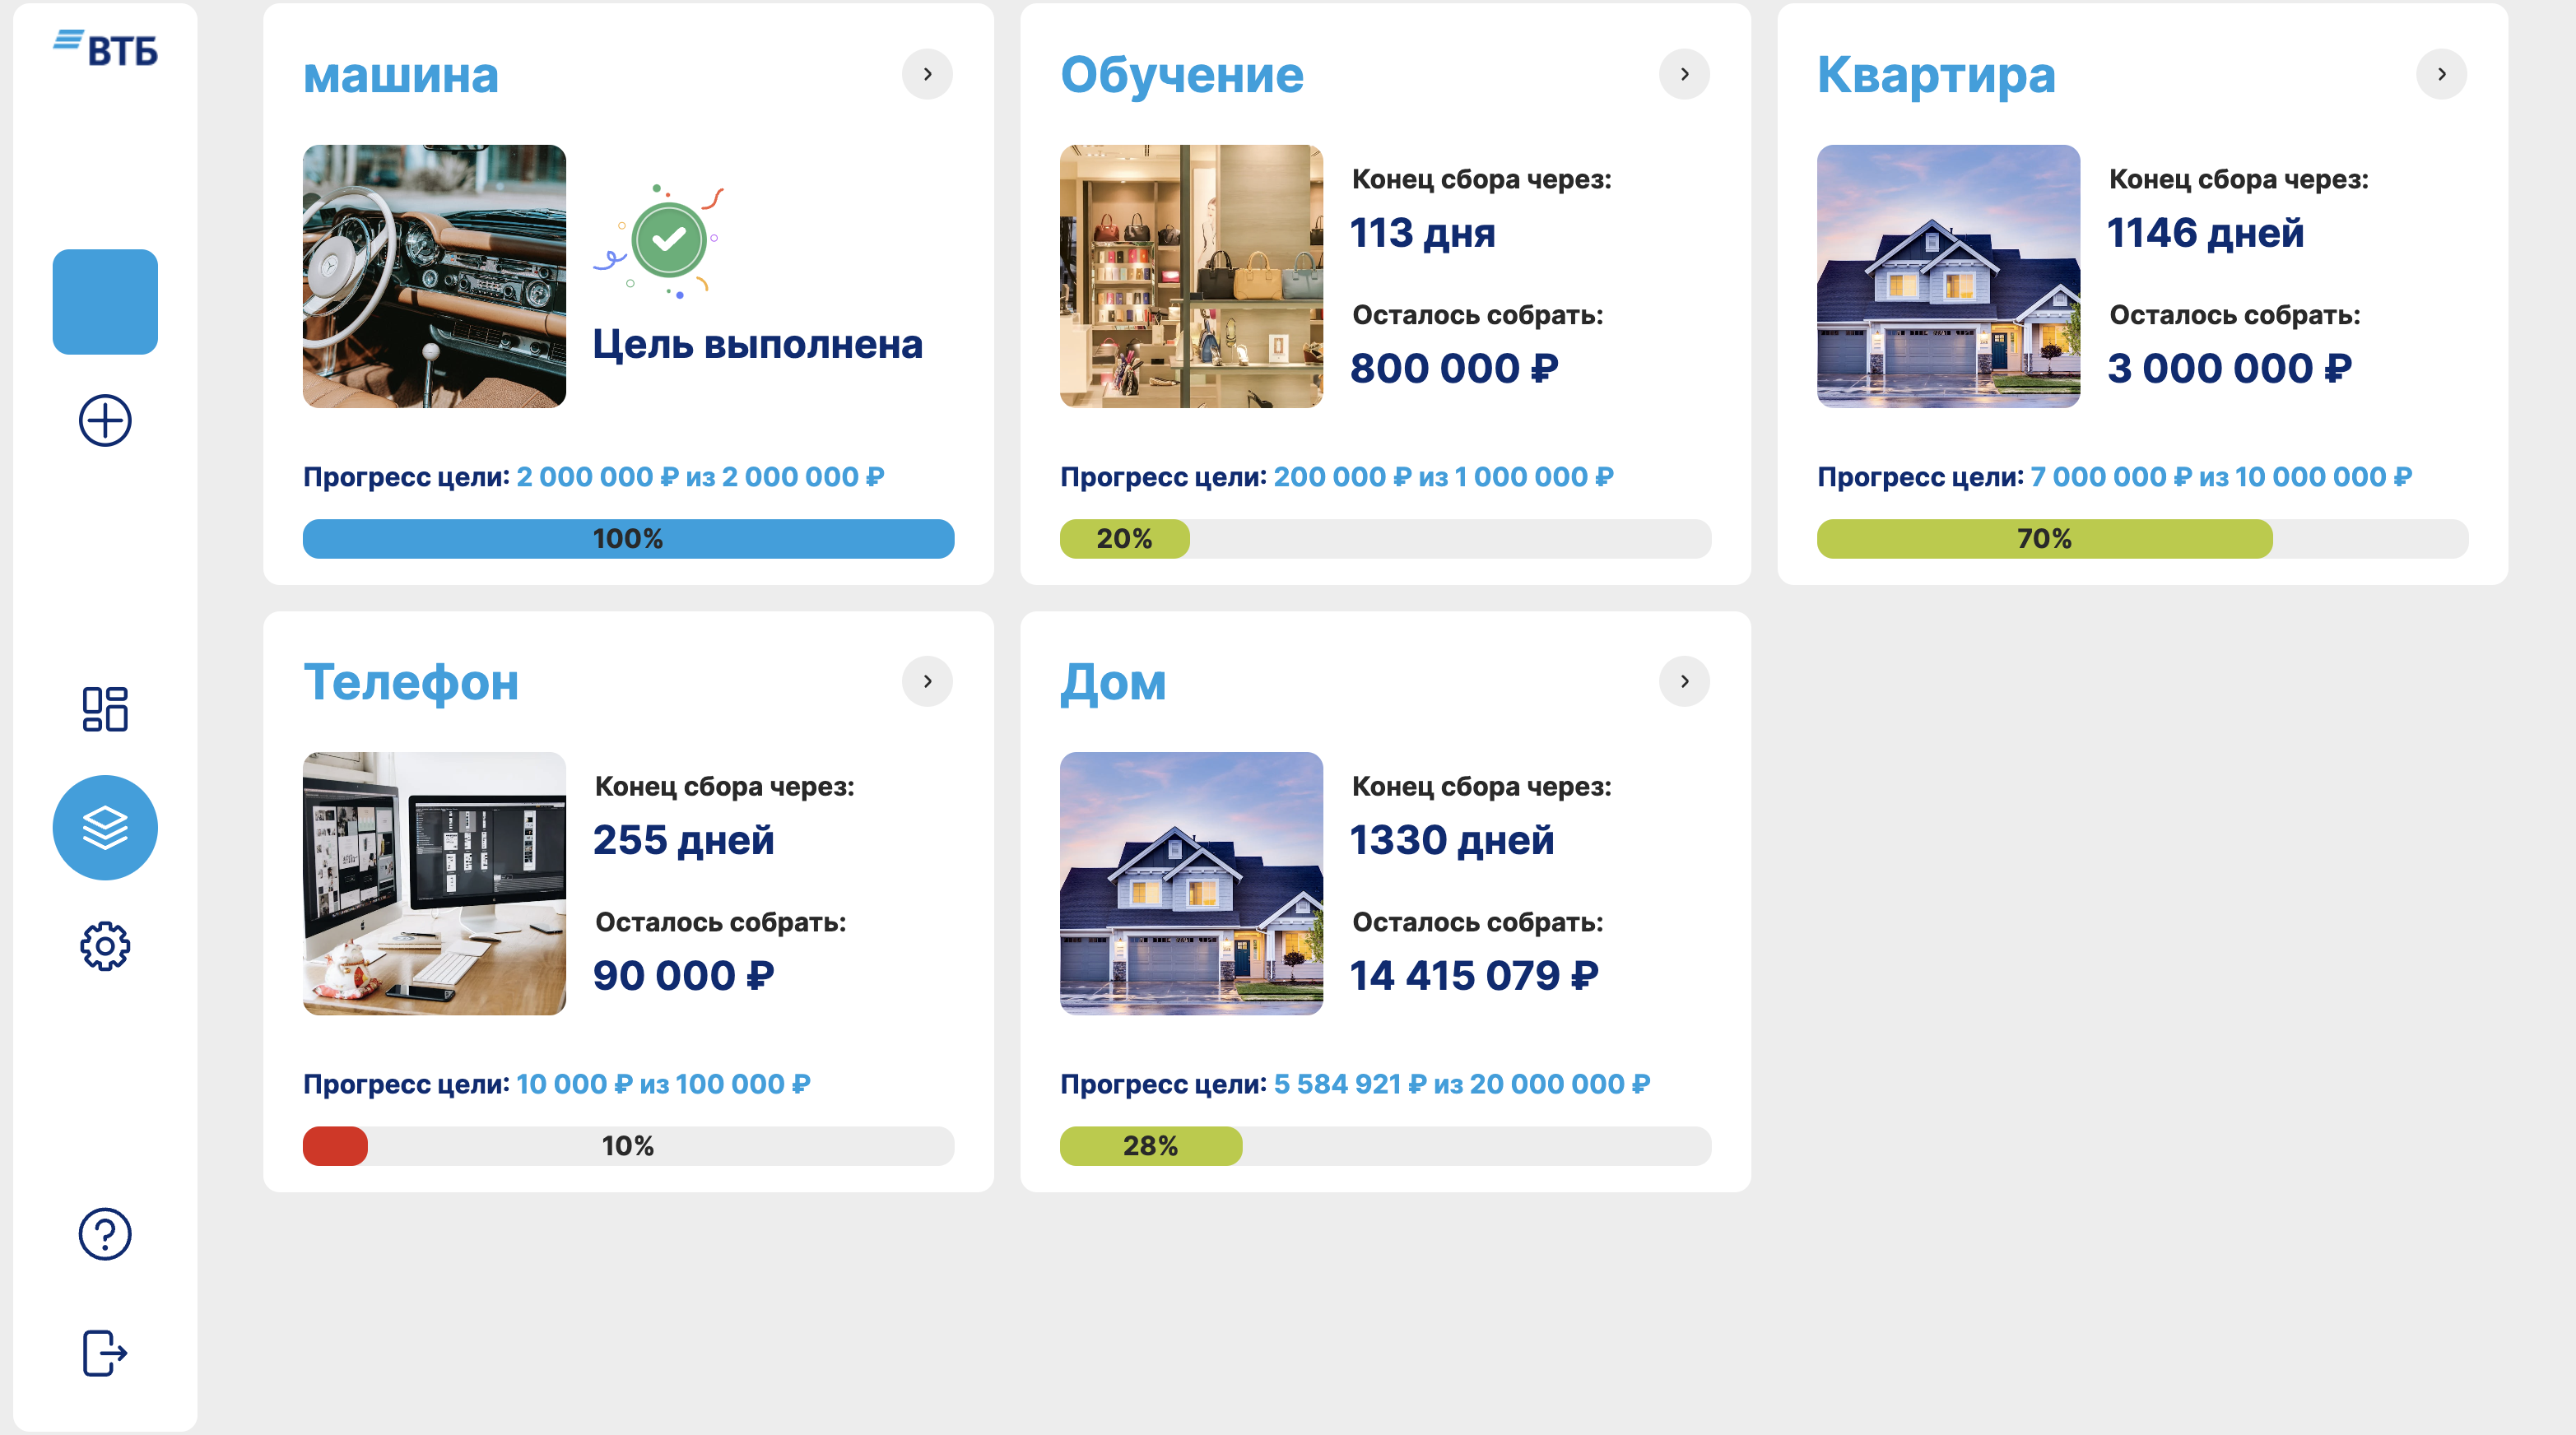 ВТБ
машина
Цель выполнена
Прогресс цели: 2 000 000 ₽ из 2 000 000 ₽
100%
Обучение
Конец сбора через:
113 дня
Осталось собрать:
800 000 ₽
Прогресс цели: 200 000 ₽ из 1 000 000 ₽
20%
Квартира
Конец сбора через:
1146 дней
Осталось собрать:
3 000 000 ₽
Прогресс цели: 7 000 000 ₽ из 10 000 000 ₽
70%
Телефон
Конец сбора через:
255 дней
Осталось собрать:
90 000 ₽
Прогресс цели: 10 000 ₽ из 100 000 ₽
10%
Дом
Конец сбора через:
1330 дней
Осталось собрать:
14 415 079 ₽
Прогресс цели: 5 584 921 ₽ из 20 000 000 ₽
28%